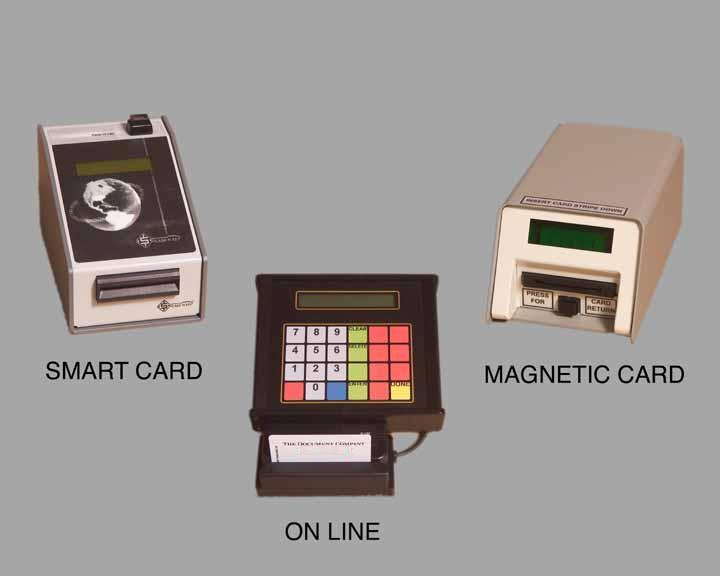 INSERT CARD STRIPE DOWN
PRESS
FOR
CARD
RETURN
SMART CARD
MAGNETIC CARD
7 8 9 CLEAR
4 5 6 DELETE
1 2 3
0 ENTER DONE
THE DOCUMENT COMPANY
ON LINE